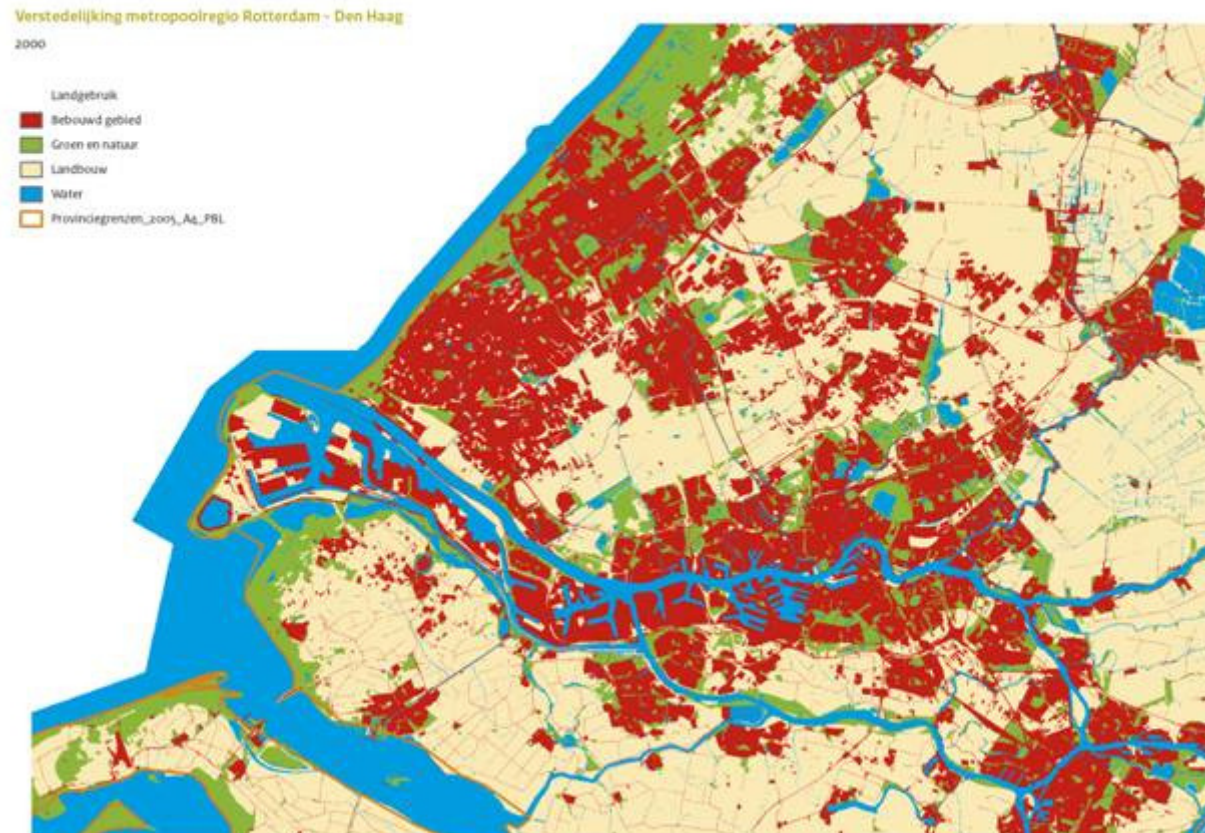 Verstedelijking metropoolregio Rotterdam - Den Haag
2000
Landgebruik
Bebouwd gebied
Groen en natuur
Landbouw
Water
Provinciegrenzen_2005_A4_PBL